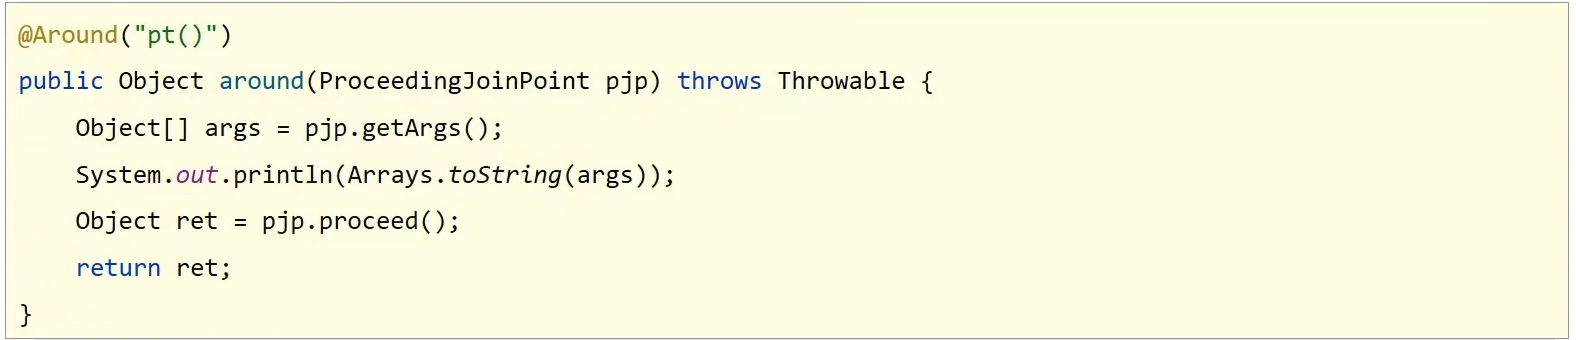 @Around("pt()")
public Object around(ProceedingJoinPoint pjp) throws Throwable {
    Object[] args = pjp.getArgs();
    System.out.println(Arrays.toString(args));
    Object ret = pjp.proceed();
    return ret;
}